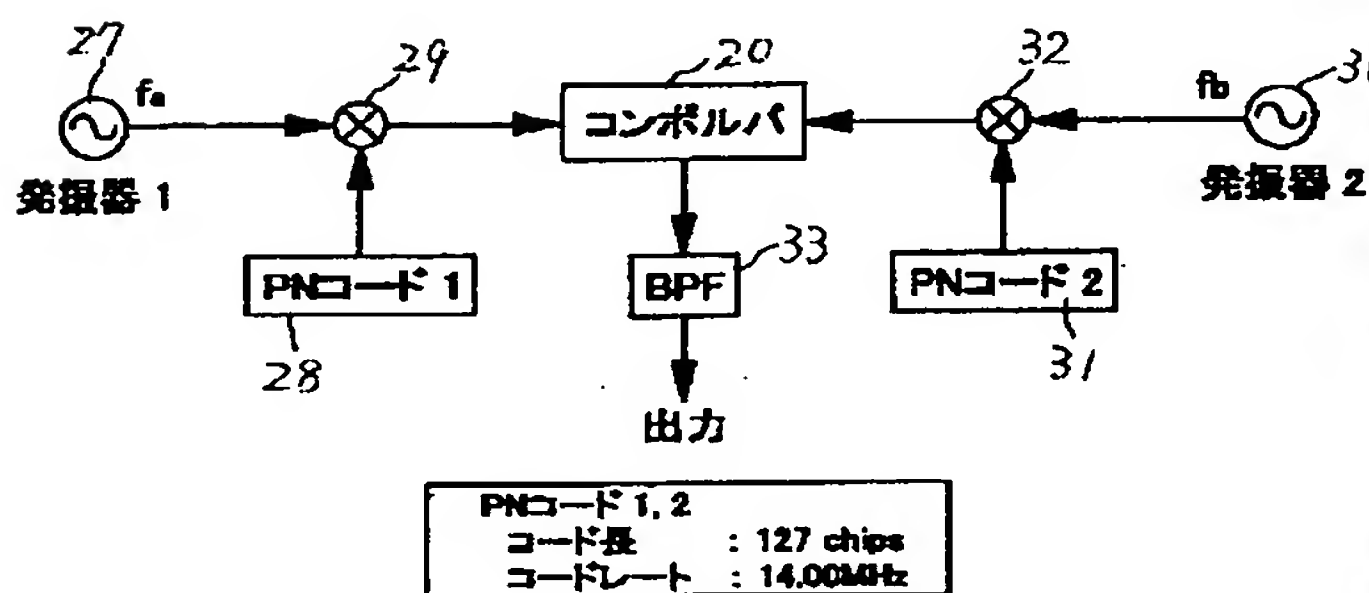 27
fa
29
20
32
fb
発振器 1
コンボルバ
発振器 2
PNコード 1
28
BPF
33
PNコード 2
31
出力
PNコード 1, 2
コード長 : 127 chips
コードレート : 14.00MHz